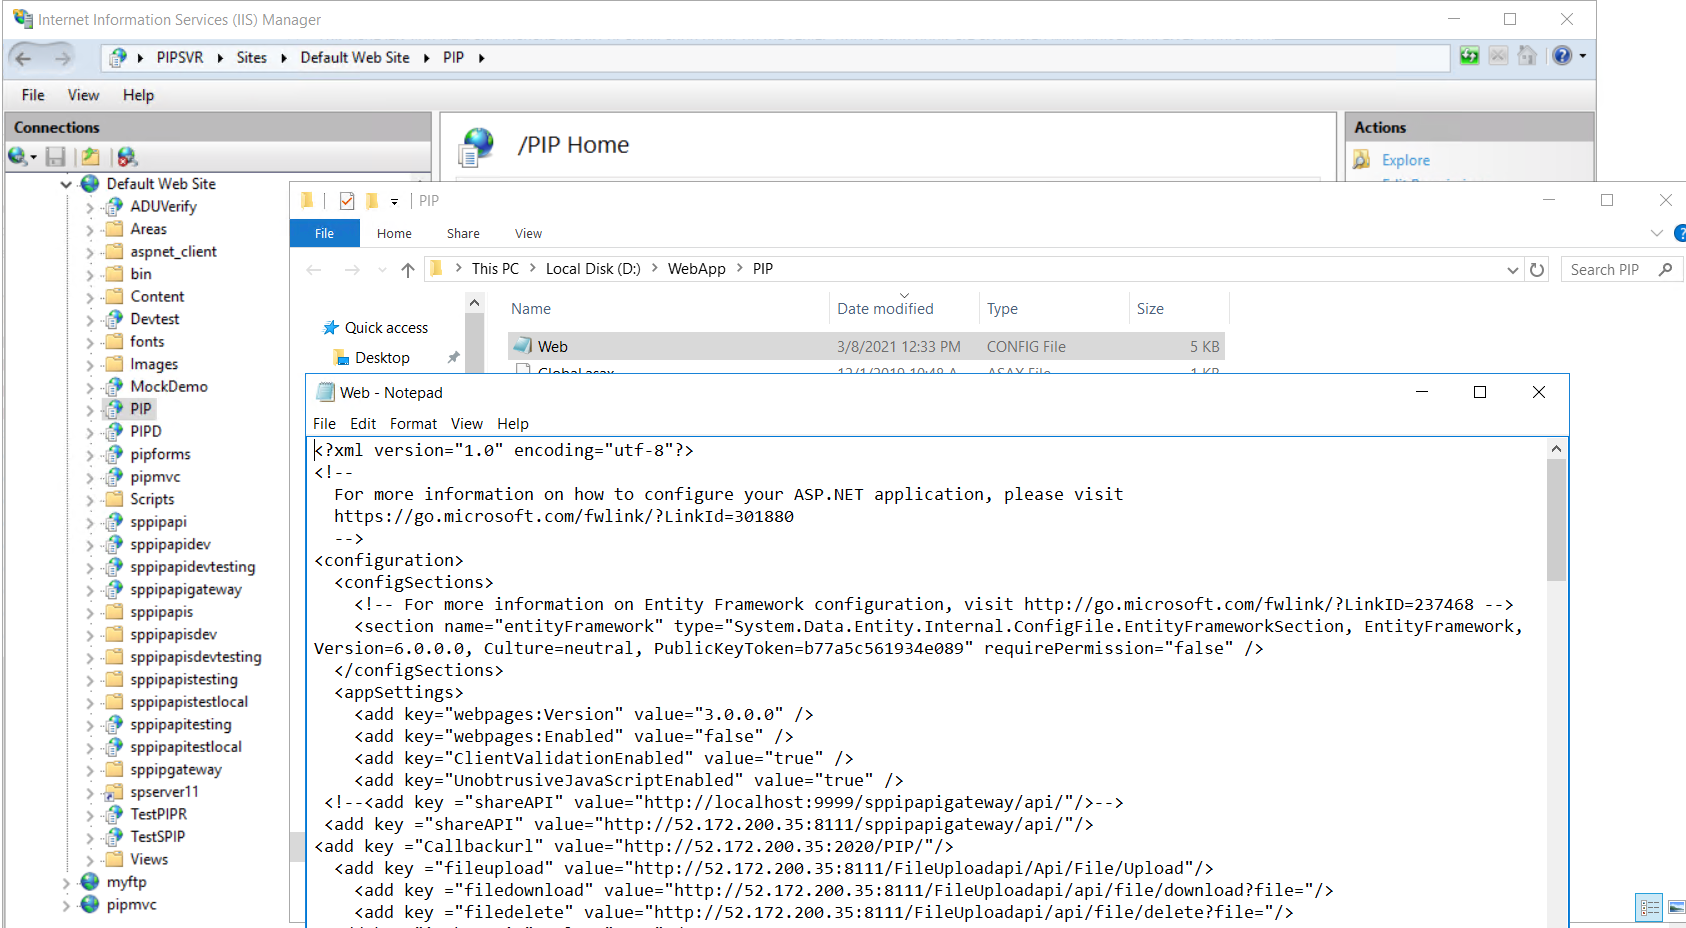 Internet Information Services (IIS) Manager
PIPSVR Sites Default Web Site PIP
File View Help
Connections
/PIP Home
Actions
Explore
Default Web Site
ADUVerify
Areas
aspnet_client
bin
Content
Devtest
fonts
Images
MockDemo
PIP
PIPD
pipforms
pipmvc
Scripts
sppipapi
sppipapidev
sppipapidevtesting
sppipapigateway
sppipapis
sppipapisdev
sppipapisdevtesting
sppipapistesting
sppipapistestlocal
sppipapitesting
sppipapitestlocal
sppipgateway
spserver11
TestPIPR
TestSPIP
Views
myftp
pipmvc
PIP
File Home Share View
This PC Local Disk (D:) WebApp PIP
Search PIP
Quick access
Desktop
Name Date modified Type Size
Web 3/8/2021 12:33 PM CONFIG File 5 KB
Global.asax 12/1/2019 10:48 A ASAX File 1 KB
Web - Notepad
File Edit Format View Help
<?xml version="1.0" encoding="utf-8"?>
<!--
For more information on how to configure your ASP.NET application, please visit
https://go.microsoft.com/fwlink/?LinkId=301880
-->
<configuration>
<configSections>
<!-- For more information on Entity Framework configuration, visit http://go.microsoft.com/fwlink/?LinkID=237468 -->
<section name="entityFramework" type="System.Data.Entity.Internal.ConfigFile.EntityFrameworkSection, EntityFramework,
Version=6.0.0.0, Culture=neutral, PublicKeyToken=b77a5c561934e089" requirePermission="false" />
</configSections>
<appSettings>
<add key="webpages:Version" value="3.0.0.0" />
<add key="webpages:Enabled" value="false" />
<add key="ClientValidationEnabled" value="true" />
<add key="UnobtrusiveJavaScriptEnabled" value="true" />
<!--<add key ="shareAPI" value="http://localhost:9999/sppipapigateway/api/"/>-->
<add key ="shareAPI" value="http://52.172.200.35:8111/sppipapigateway/api/"/>
<add key ="Callbackurl" value="http://52.172.200.35:2020/PIP/"/>
<add key ="fileupload" value="http://52.172.200.35:8111/FileUploadapi/Api/File/Upload"/>
<add key ="filedownload" value="http://52.172.200.35:8111/FileUploadapi/api/file/download?file="/>
<add key ="filedelete" value="http://52.172.200.35:8111/FileUploadapi/api/file/delete?file="/>